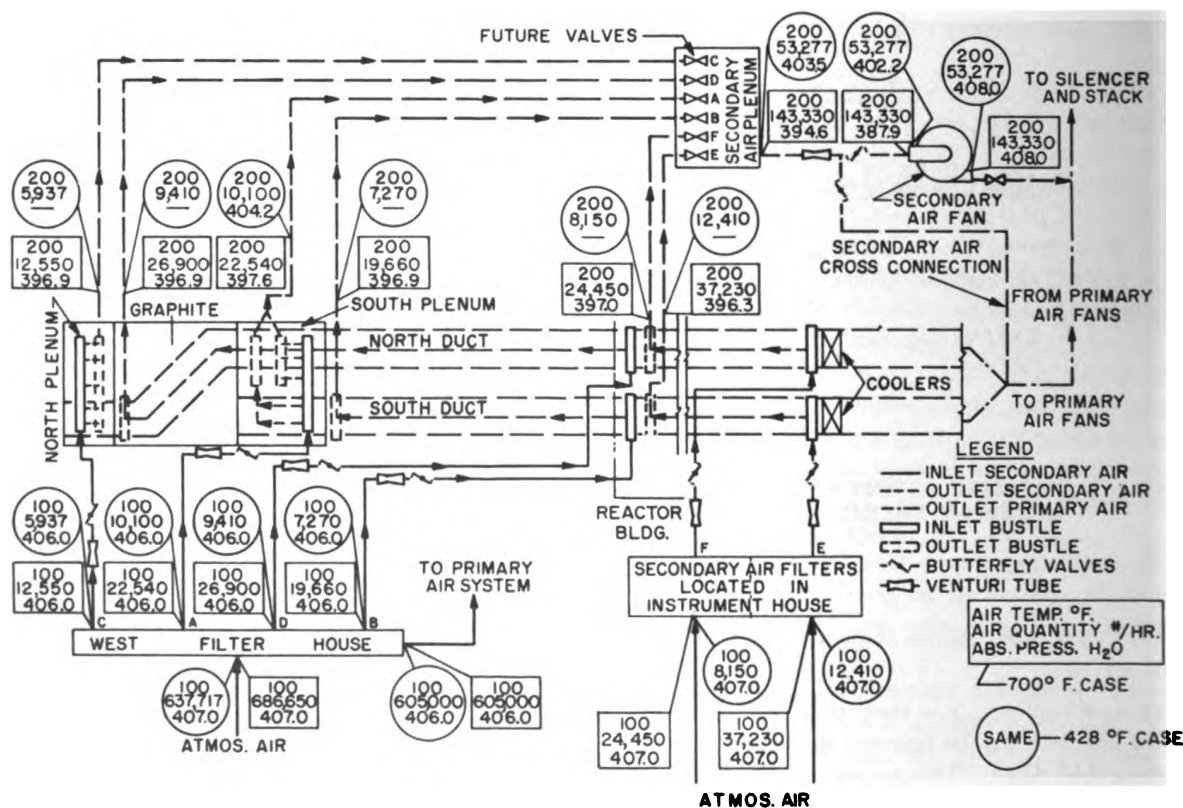 FUTURE VALVES
C
D
A
B
F
E
SECONDARY AIR PLENUM
200
53,277
403.5
200
53,277
402.2
200
53,277
408.0
TO SILENCER
AND STACK
200
143,330
394.6
200
143,330
387.9
200
143,330
408.0
SECONDARY
AIR FAN
SECONDARY AIR
CROSS CONNECTION
FROM PRIMARY
AIR FANS
200
5,937
200
9,410
200
10,100
404.2
200
7,270
200
8,150
200
12,410
200
12,550
396.9
200
26,900
396.9
200
22,540
397.6
200
19,660
396.9
200
24,450
397.0
200
37,230
396.3
GRAPHITE
SOUTH PLENUM
NORTH PLENUM
NORTH DUCT
SOUTH DUCT
COOLERS
TO PRIMARY
AIR FANS
LEGEND
INLET SECONDARY AIR
OUTLET SECONDARY AIR
OUTLET PRIMARY AIR
INLET BUSTLE
OUTLET BUSTLE
BUTTERFLY VALVES
VENTURI TUBE
REACTOR
BLDG.
100
5,937
406.0
100
10,100
406.0
100
9,410
406.0
100
7,270
406.0
100
12,550
406.0
100
22,540
406.0
100
26,900
406.0
100
19,660
406.0
C
A
D
B
TO PRIMARY
AIR SYSTEM
WEST FILTER HOUSE
100
637,717
407.0
100
686,650
407.0
100
605,000
406.0
100
605,000
406.0
ATMOS. AIR
F
E
SECONDARY AIR FILTERS
LOCATED IN
INSTRUMENT HOUSE
100
8,150
407.0
100
12,410
407.0
100
24,450
407.0
100
37,230
407.0
ATMOS. AIR
AIR TEMP. °F.
AIR QUANTITY #/HR.
ABS. PRESS. H₂O
700° F. CASE
SAME
428 °F. CASE